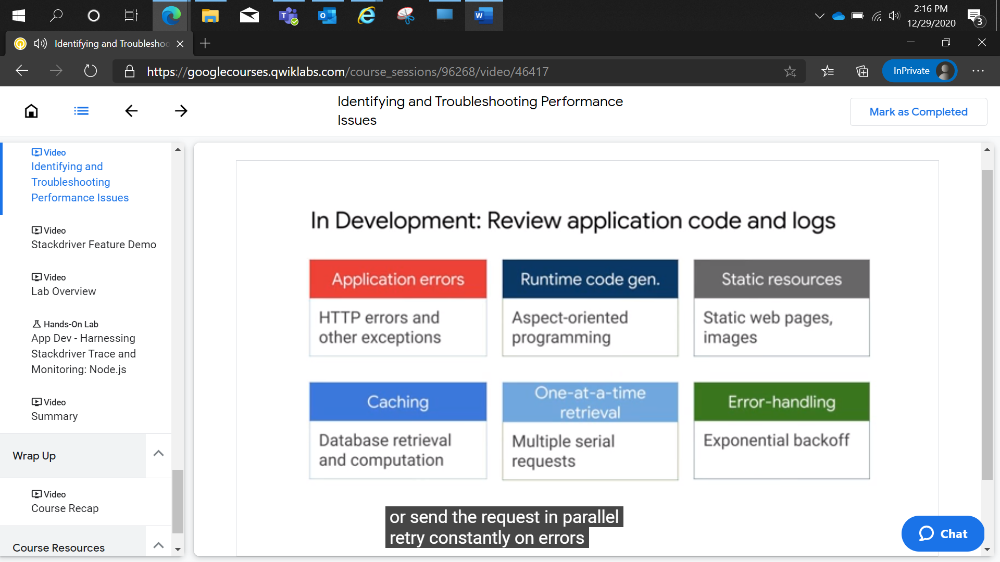 2:16 PM
12/29/2020
3
Identifying and Troubleshoo
https://googlecourses.qwiklabs.com/course_sessions/96268/video/46417
InPrivate
Identifying and Troubleshooting Performance
Issues
Mark as Completed
Video
Identifying and
Troubleshooting
Performance Issues
Video
Stackdriver Feature Demo
Video
Lab Overview
Hands-On Lab
App Dev - Harnessing
Stackdriver Trace and
Monitoring: Node.js
Video
Summary
Wrap Up
Video
Course Recap
Course Resources
In Development: Review application code and logs
Application errors
HTTP errors and
other exceptions
Runtime code gen.
Aspect-oriented
programming
Static resources
Static web pages,
images
Caching
Database retrieval
and computation
One-at-a-time
retrieval
Multiple serial
requests
Error-handling
Exponential backoff
or send the request in parallel
retry constantly on errors
Chat